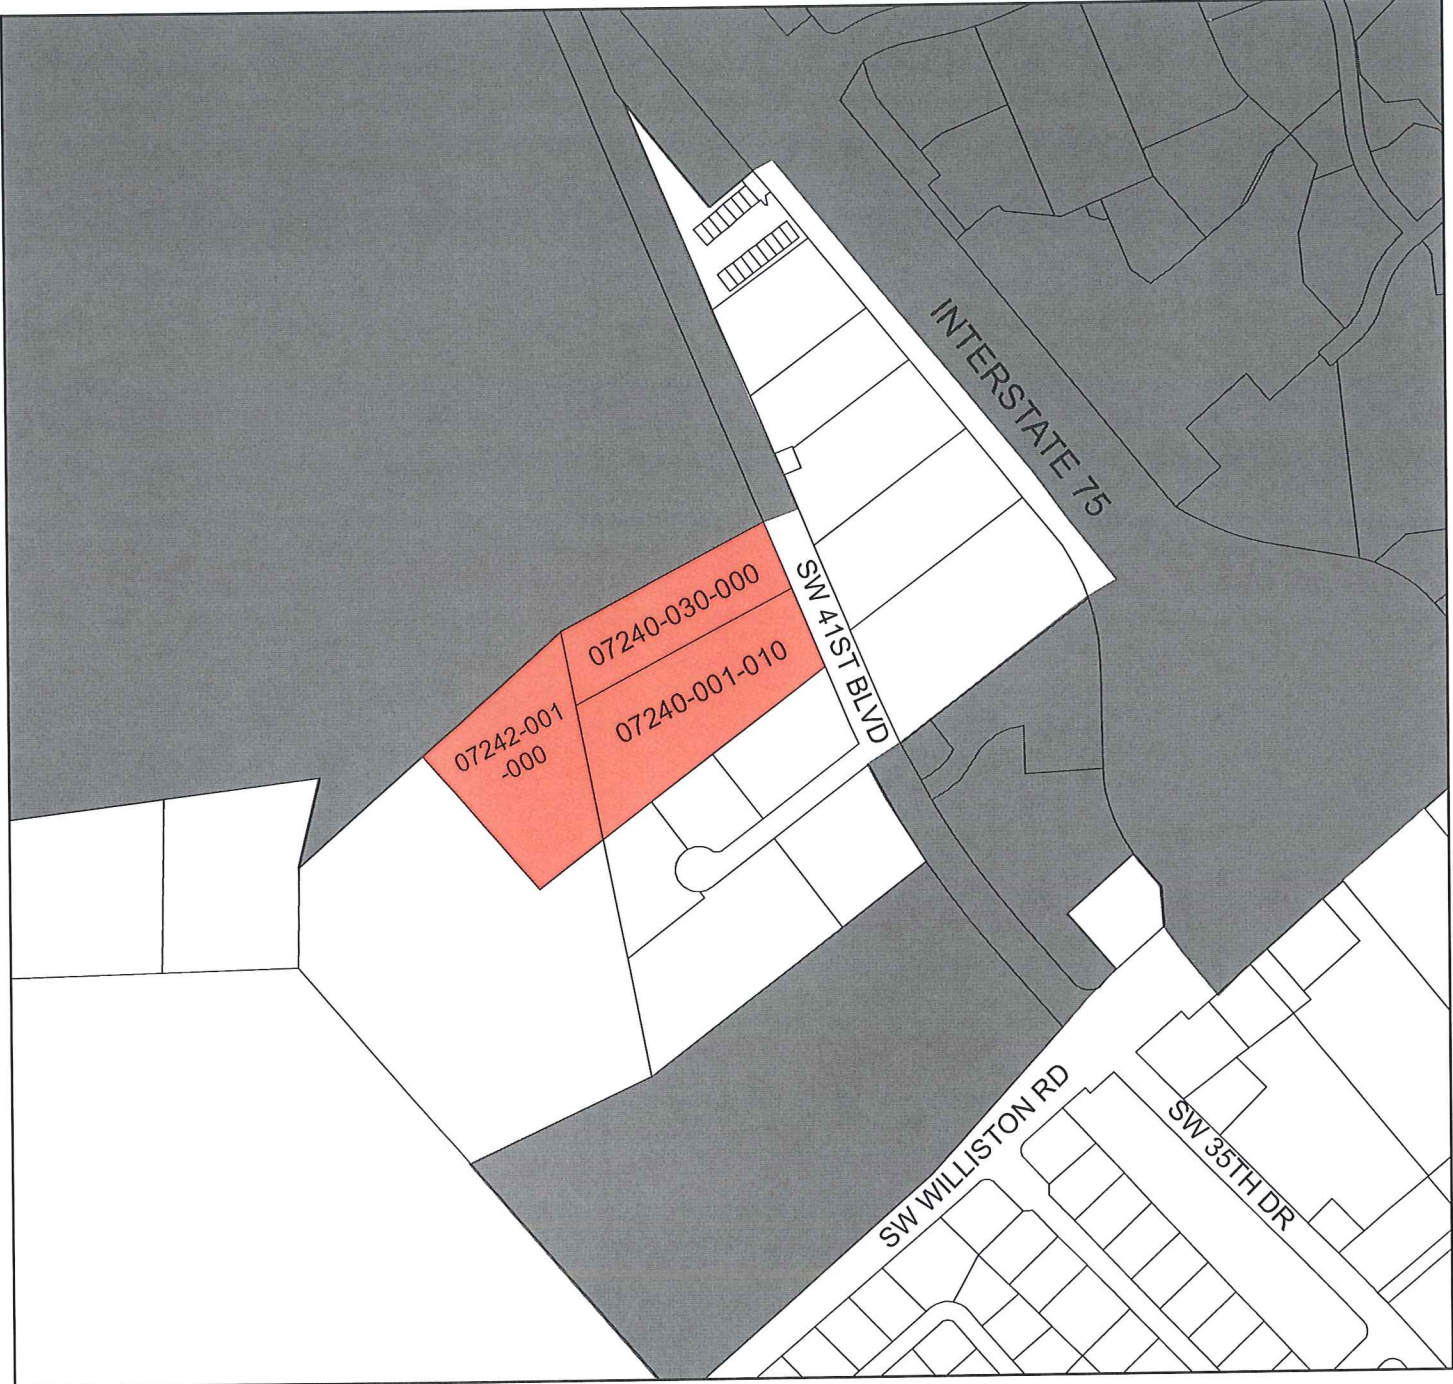 INTERSTATE 75
07240-030-000
SW 41ST BLVD
07240-001-010
07242-001
-000
SW WILLISTON RD
SW 35TH DR